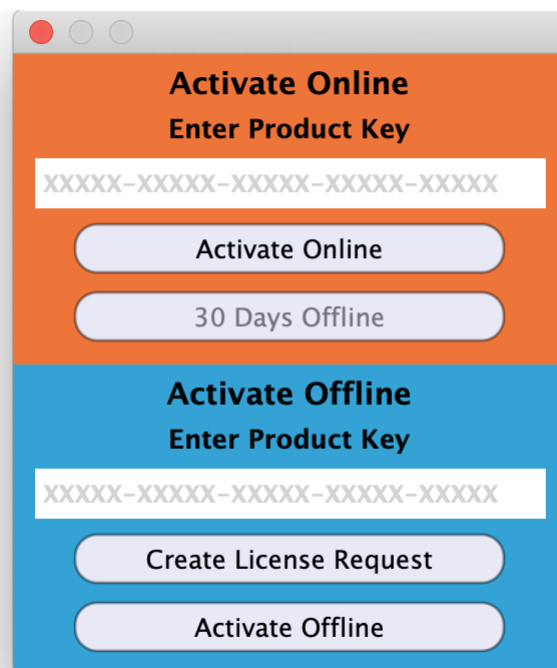 Activate Online
Enter Product Key
XXXXX-XXXXX-XXXXX-XXXXX-XXXXX
Activate Online
30 Days Offline
Activate Offline
Enter Product Key
XXXXX-XXXXX-XXXXX-XXXXX-XXXXX
Create License Request
Activate Offline